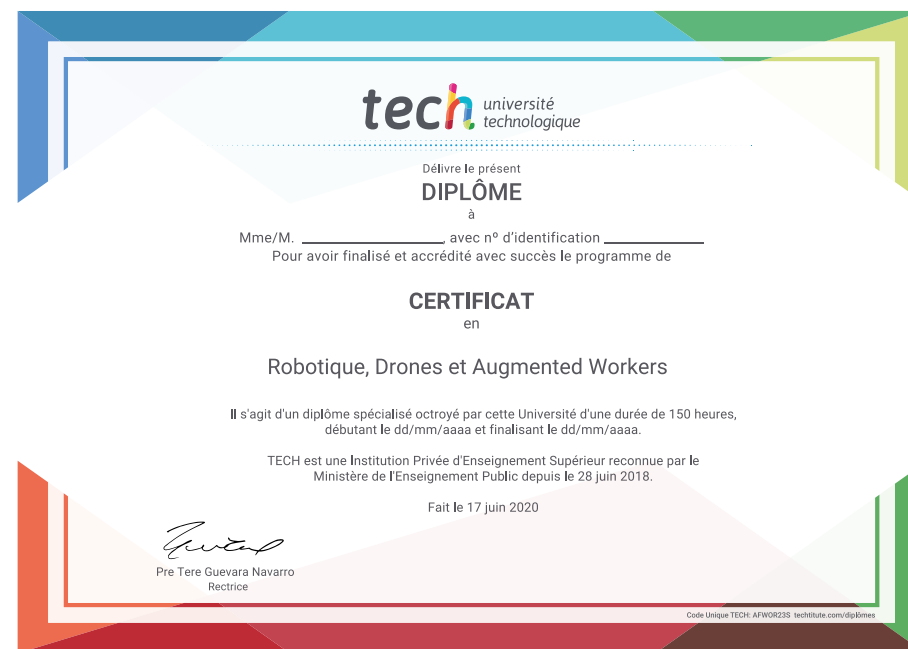 tech université
technologique
Délivre le présent
DIPLÔME
à
Mme/M. ____________, avec nº d'identification ____________
Pour avoir finalisé et accrédité avec succès le programme de
CERTIFICAT
en
Robotique, Drones et Augmented Workers
Il s'agit d'un diplôme spécialisé octroyé par cette Université d'une durée de 150 heures,
débutant le dd/mm/aaaa et finalisant le dd/mm/aaaa.
TECH est une Institution Privée d'Enseignement Supérieur reconnue par le
Ministère de l'Enseignement Public depuis le 28 juin 2018.
Fait le 17 juin 2020
Pre Tere Guevara Navarro
Rectrice
Code Unique TECH: AFWOR23S techtitute.com/diplômes